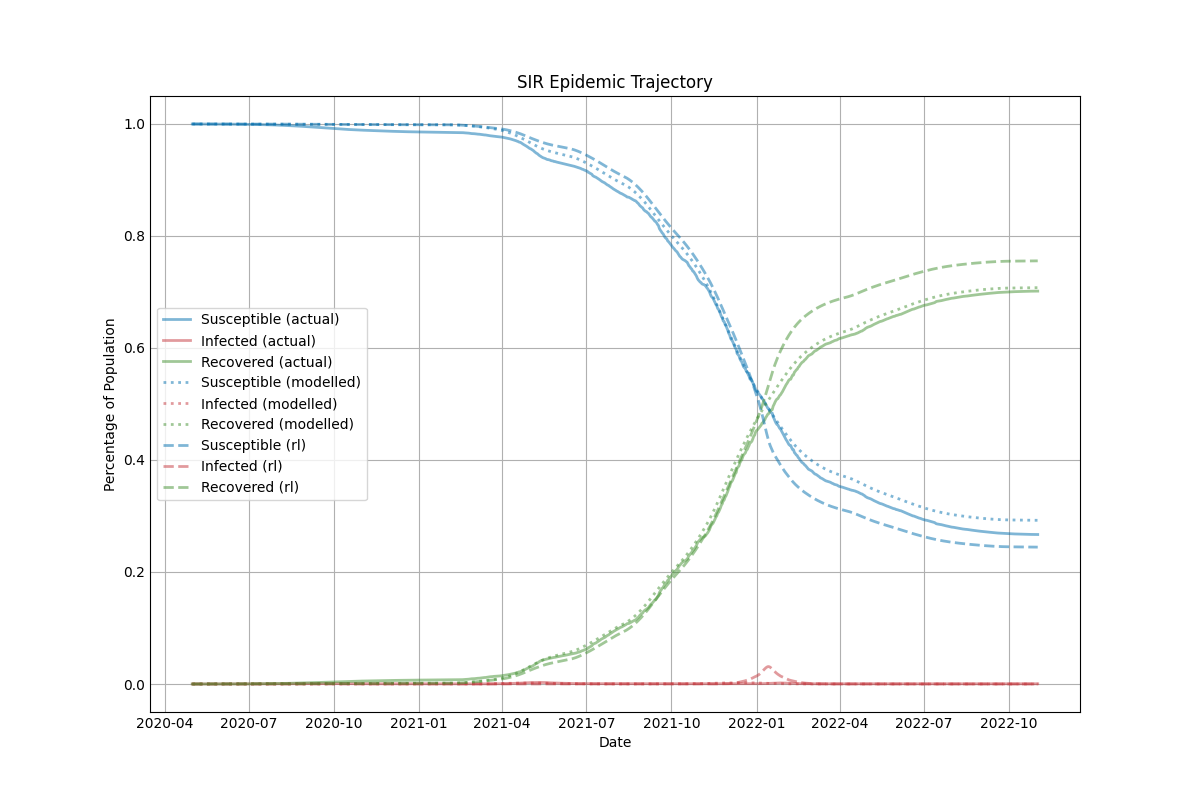 SIR Epidemic Trajectory
Percentage of Population
1.0
0.8
0.6
0.4
0.2
0.0
Susceptible (actual)
Infected (actual)
Recovered (actual)
Susceptible (modelled)
Infected (modelled)
Recovered (modelled)
Susceptible (rl)
Infected (rl)
Recovered (rl)
2020-04 2020-07 2020-10 2021-01 2021-04 2021-07 2021-10 2022-01 2022-04 2022-07 2022-10
Date